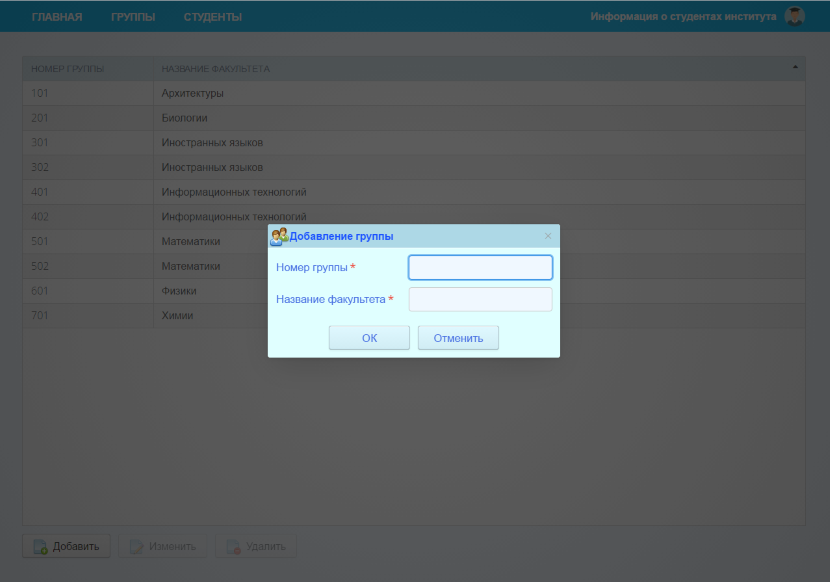 ГЛАВНАЯ ГРУППЫ СТУДЕНТЫ Информация о студентах института
НОМЕР ГРУППЫ НАЗВАНИЕ ФАКУЛЬТЕТА
101 Архитектуры
201 Биологии
301 Иностранных языков
302 Иностранных языков
401 Информационных технологий
402 Информационных технологий
Добавление группы ×
501 Математики
502 Математики
601 Физики
701 Химии
Номер группы *
Название факультета *
ОК Отменить
Добавить Изменить Удалить